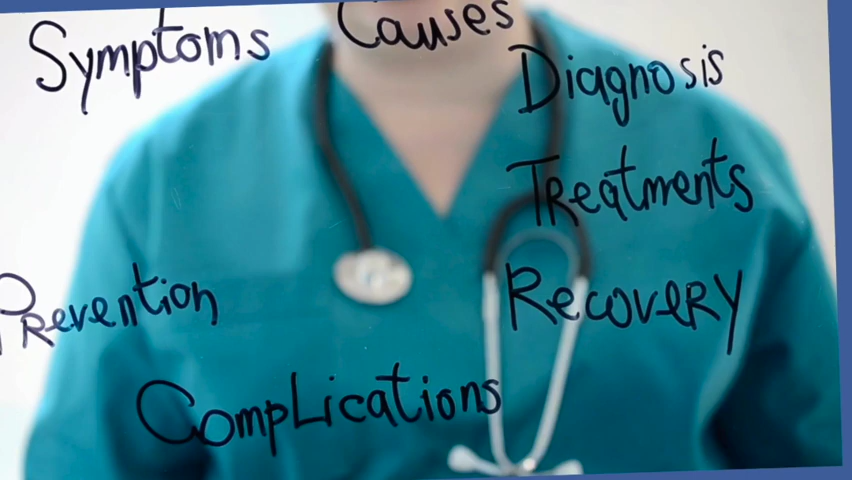 Symptoms
Causes
Diagnosis
Treatments
Prevention
Recovery
Complications